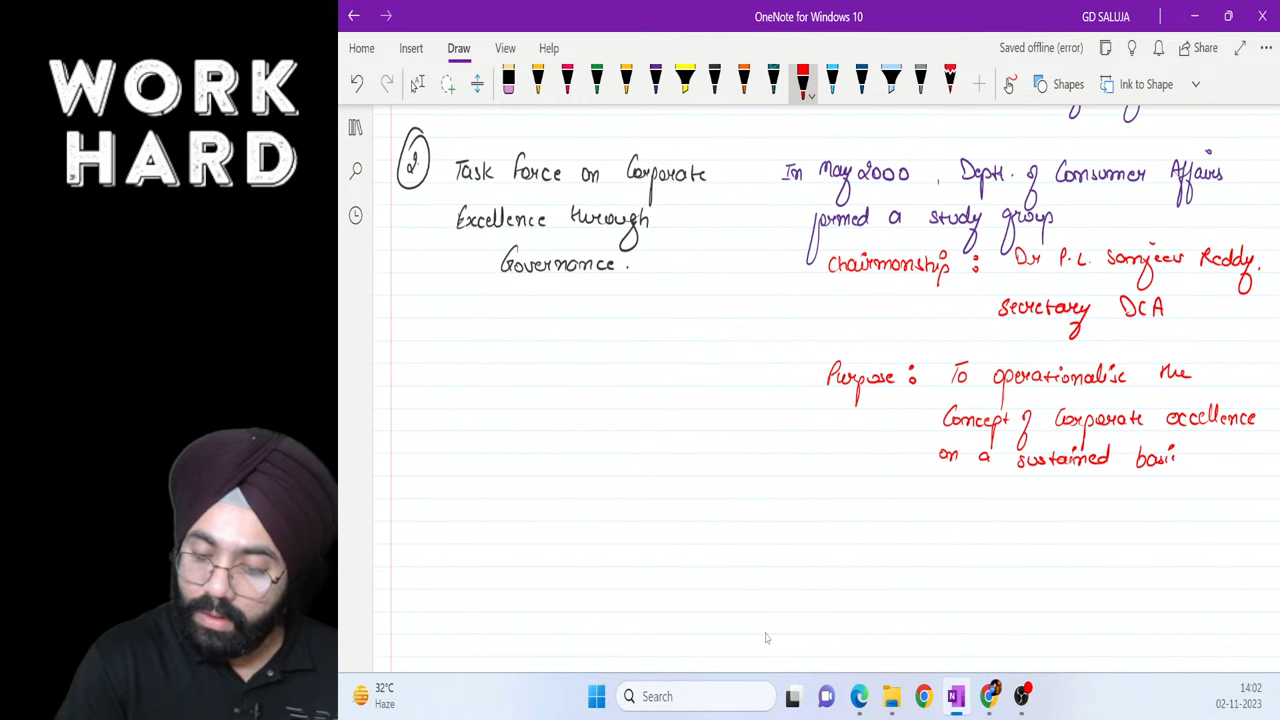 WORK
HARD
OneNote for Windows 10
GD SALUJA
Home
Insert
Draw
View
Help
Saved offline (error)
Share
Shapes
Ink to Shape
2.
Task Force on Corporate
Excellence through
Governance.
In May 2000, Deptt. of Consumer Affairs
formed a study group
Chairmanship : Dr P.L. Sanjeev Reddy,
Secretary DCA
Purpose : To operationalise the
Concept of Corporate excellence
on a sustained basi
32°C
Haze
Search
14:02
02-11-2023